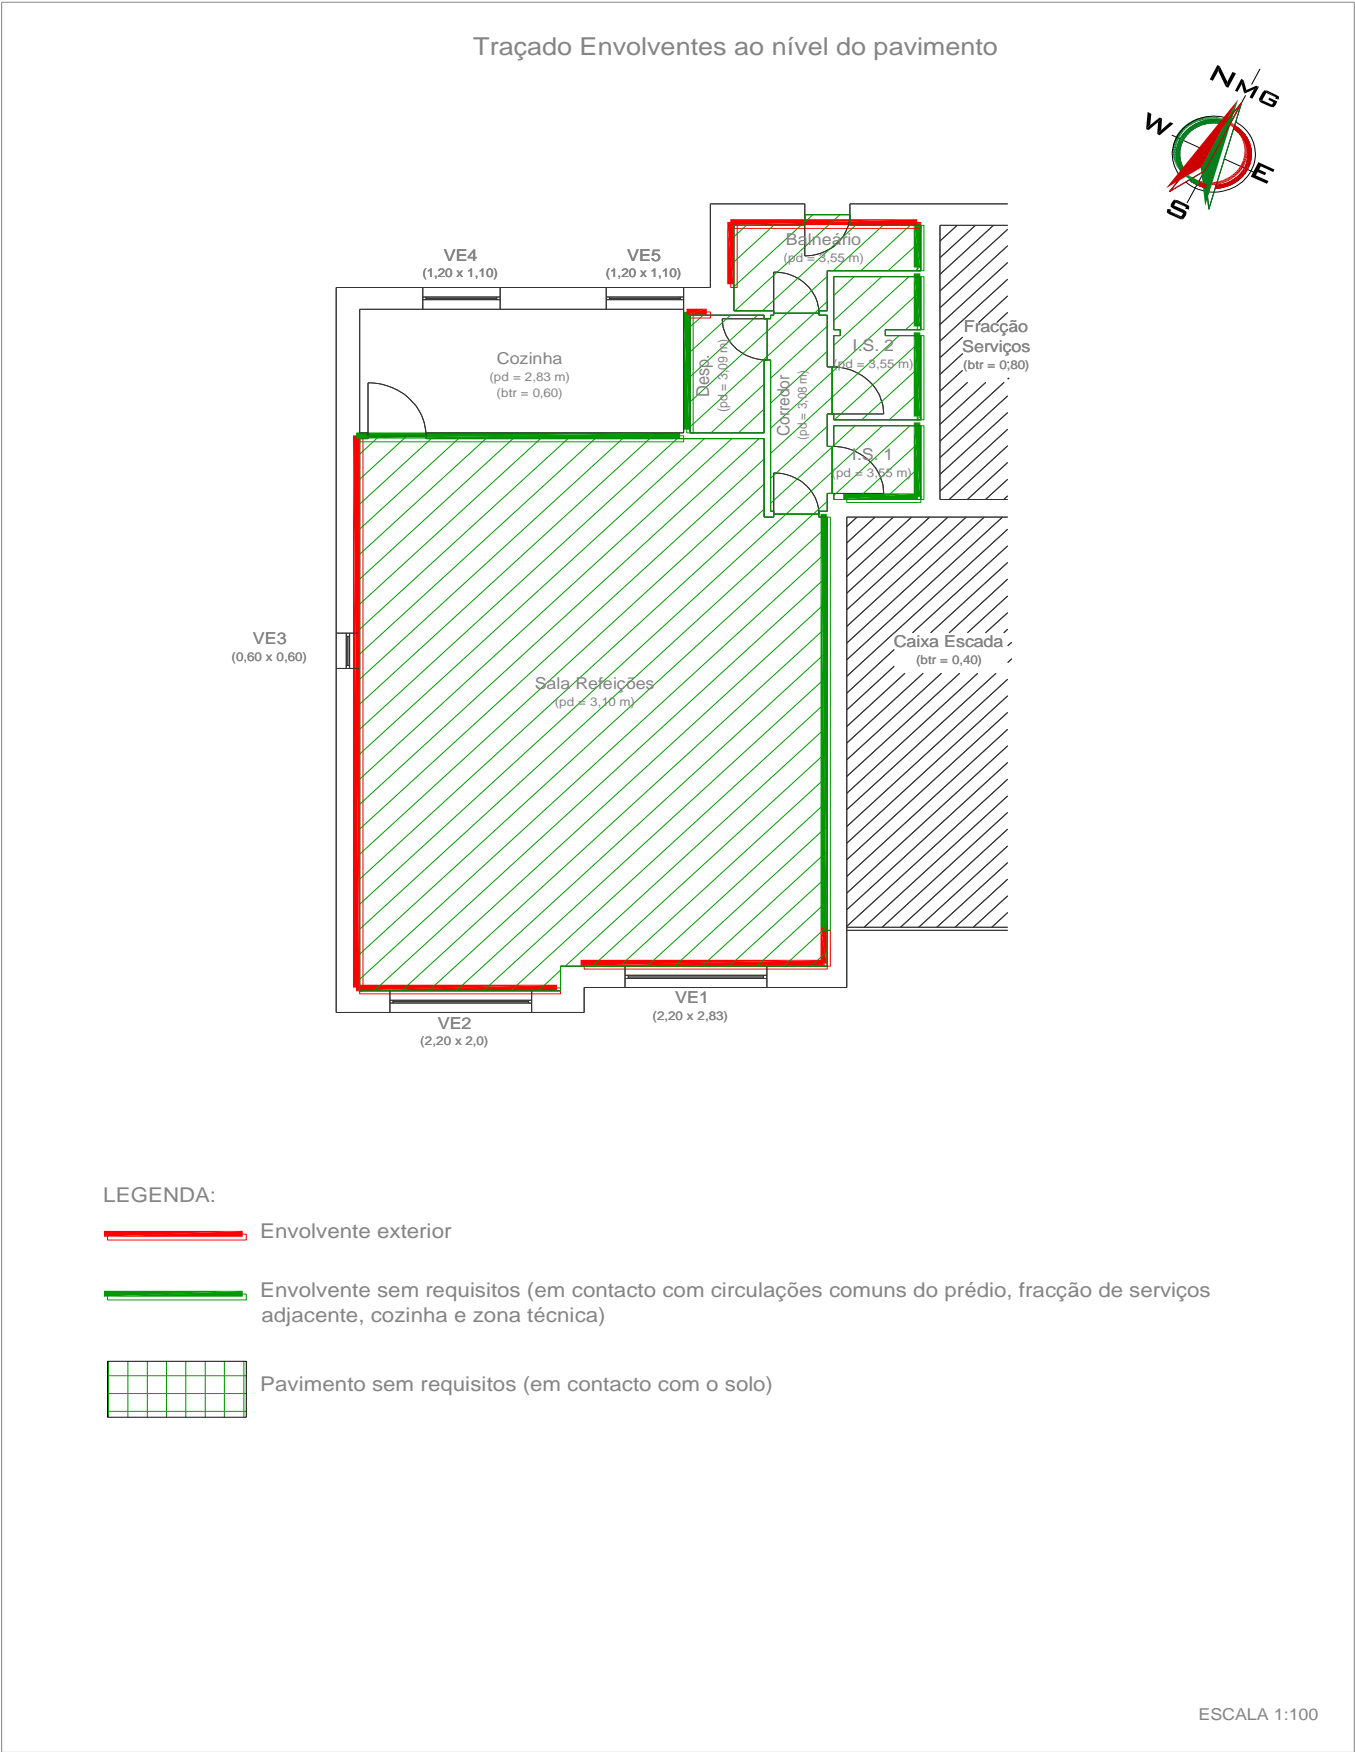 Traçado Envolventes ao nível do pavimento
N
MG
W
E
S
VE4
(1,20 x 1,10)
VE5
(1,20 x 1,10)
Balneário
(pd = 3,55 m)
Cozinha
(pd = 2,83 m)
(btr = 0,60)
Desp.
(pd = 3,09 m)
Corredor
(pd = 3,08 m)
I.S. 2
(pd = 3,55 m)
Fracção
Serviços
(btr = 0,80)
I.S. 1
(pd = 3,55 m)
VE3
(0,60 x 0,60)
Caixa Escada
(btr = 0,40)
Sala Refeições
(pd = 3,10 m)
VE1
(2,20 x 2,83)
VE2
(2,20 x 2,0)
LEGENDA:
Envolvente exterior
Envolvente sem requisitos (em contacto com circulações comuns do prédio, fracção de serviços
adjacente, cozinha e zona técnica)
Pavimento sem requisitos (em contacto com o solo)
ESCALA 1:100